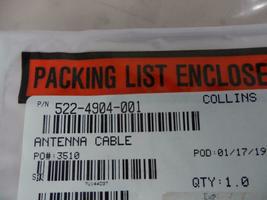 PACKING LIST ENCLOSE
P/N 522-4904-001
COLLINS
ANTENNA CABLE
PO#: 3510
POD: 01/17/19
QTY: 1.0